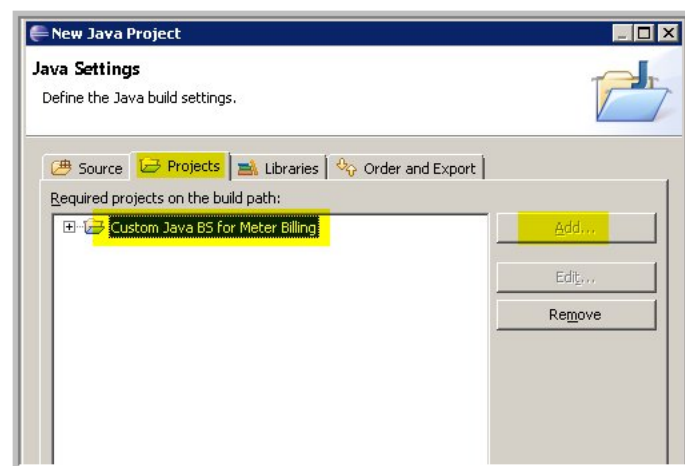 New Java Project
Java Settings
Define the Java build settings.
Source Projects Libraries Order and Export
Required projects on the build path:
Custom Java BS for Meter Billing
Add...
Edit...
Remove